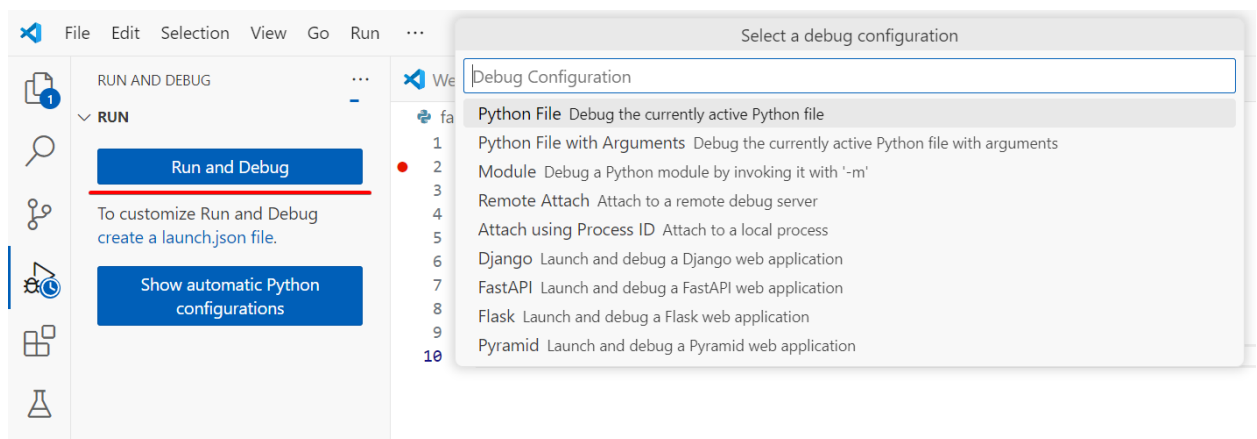 File Edit Selection View Go Run ···
Select a debug configuration
Debug Configuration
RUN AND DEBUG ···
RUN
Run and Debug
To customize Run and Debug
create a launch.json file.
Show automatic Python
configurations
1
We
fa
1
2
3
4
5
6
7
8
9
10
Python File Debug the currently active Python file
Python File with Arguments Debug the currently active Python file with arguments
Module Debug a Python module by invoking it with '-m'
Remote Attach Attach to a remote debug server
Attach using Process ID Attach to a local process
Django Launch and debug a Django web application
FastAPI Launch and debug a FastAPI web application
Flask Launch and debug a Flask web application
Pyramid Launch and debug a Pyramid web application